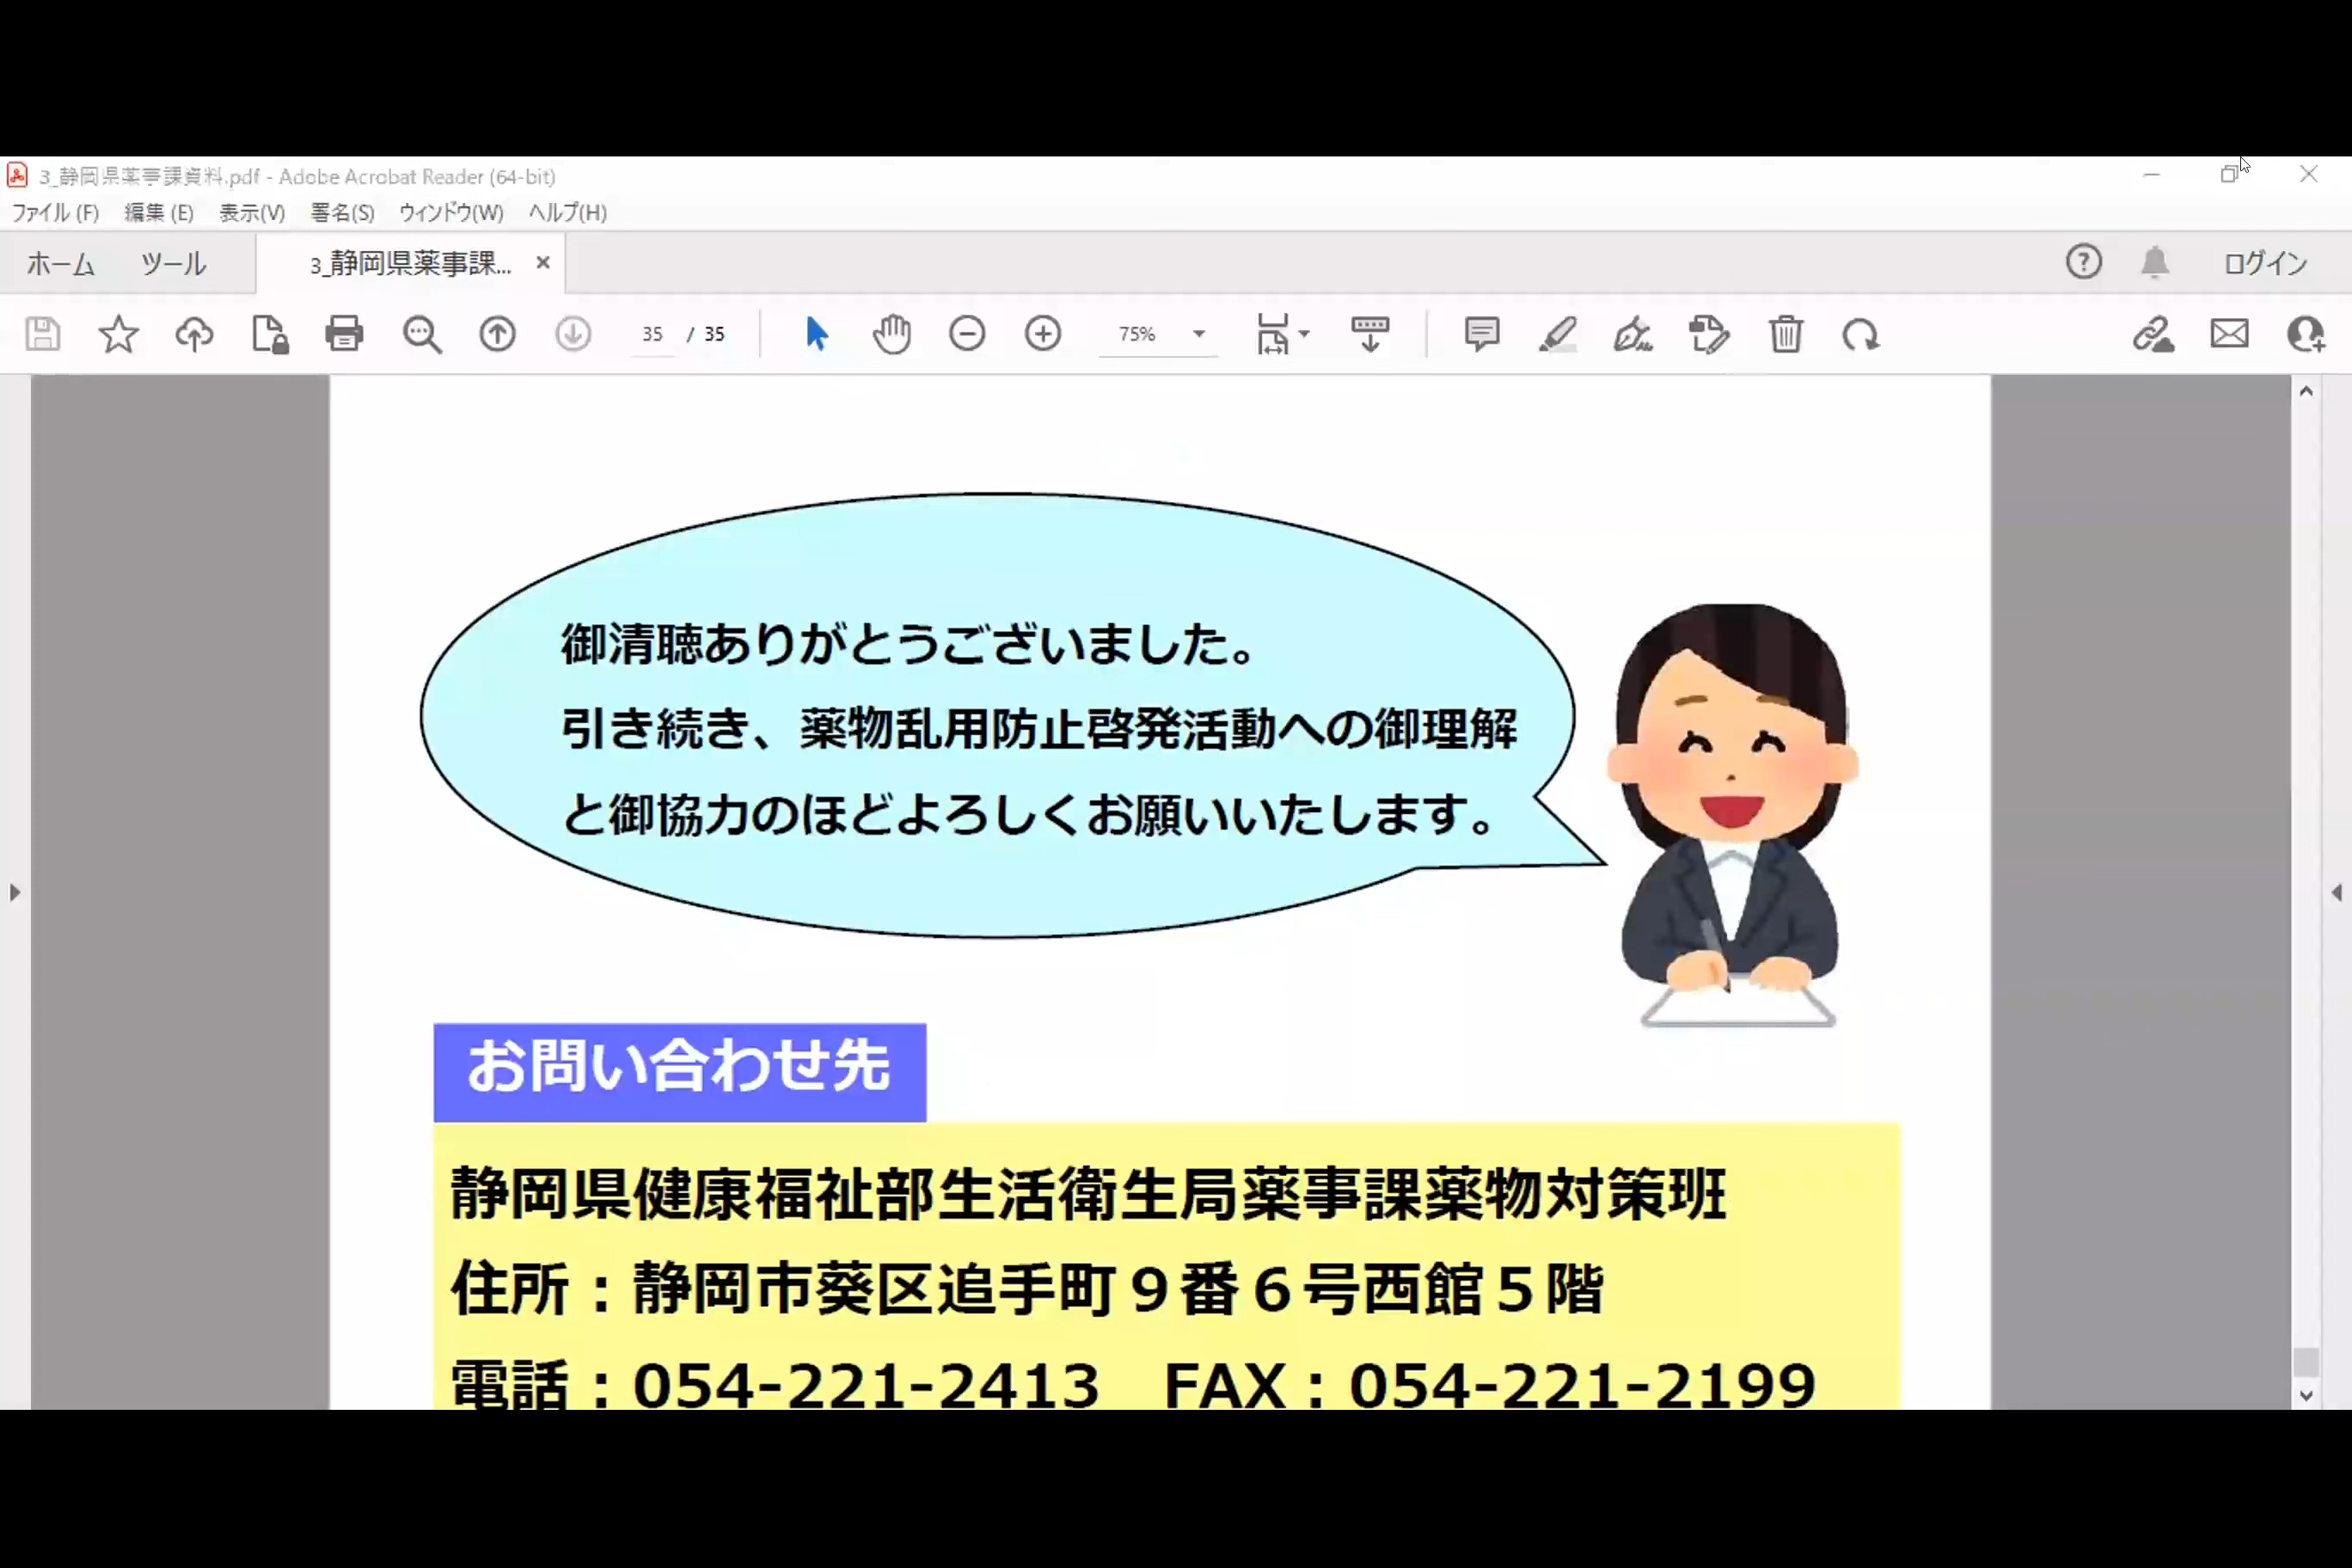 3_静岡県薬事課資料.pdf - Adobe Acrobat Reader (64-bit)
ファイル(F) 編集(E) 表示(V) 署名(S) ウィンドウ(W) ヘルプ(H)
ホーム ツール 3_静岡県薬事課... × ログイン
35 / 35 75%
御清聴ありがとうございました。
引き続き、薬物乱用防止啓発活動への御理解
と御協力のほどよろしくお願いいたします。
お問い合わせ先
静岡県健康福祉部生活衛生局薬事課薬物対策班
住所：静岡市葵区追手町９番６号西館５階
電話：054-221-2413 FAX：054-221-2199